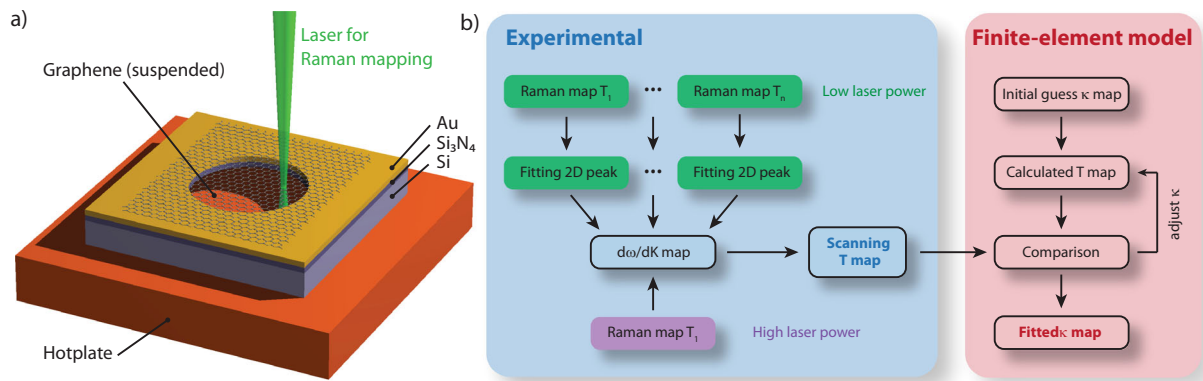 a)
Laser for
Raman mapping
Graphene (suspended)
Au
Si₃N₄
Si
Hotplate
b)
Experimental
Raman map T₁
...
Raman map Tₙ
Low laser power
Fitting 2D peak
...
Fitting 2D peak
dω/dK map
Scanning
T map
Raman map T₁
High laser power
Finite-element model
Initial guess κ map
Calculated T map
adjust κ
Comparison
Fittedκ map